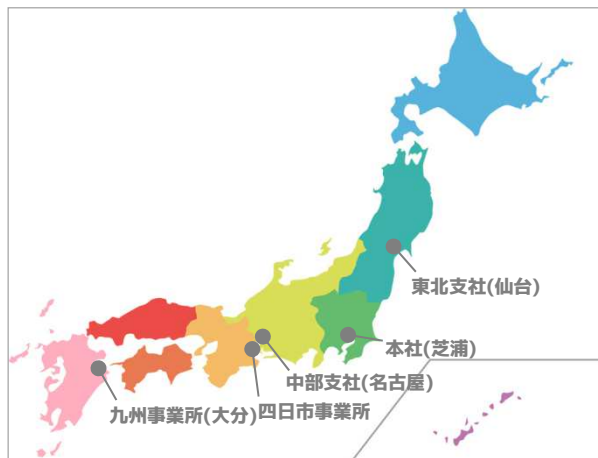 東北支社(仙台)
本社(芝浦)
中部支社(名古屋)
九州事業所(大分)
四日市事業所